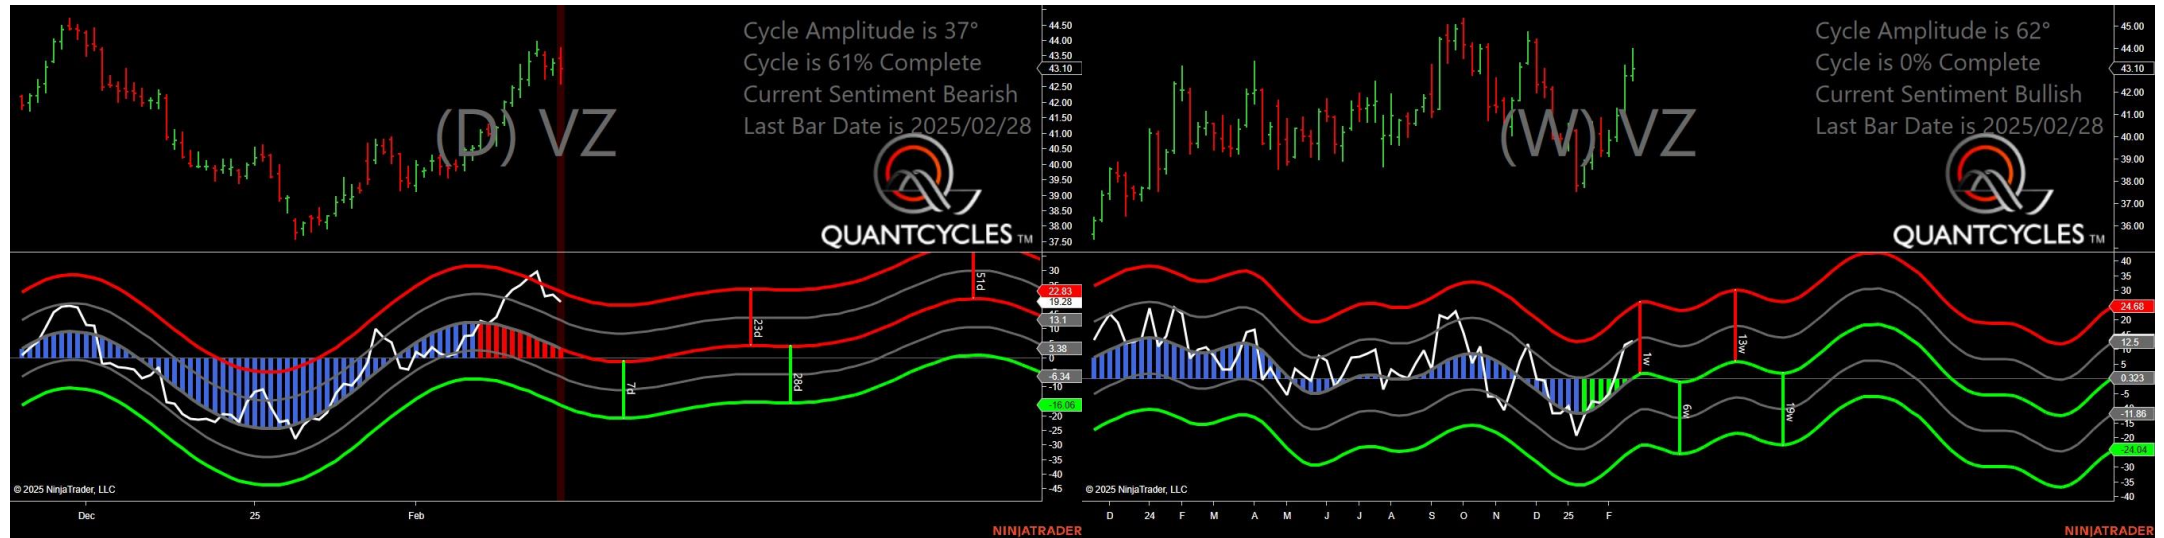 Cycle Amplitude is 37°
Cycle is 61% Complete
Current Sentiment Bearish
Last Bar Date is 2025/02/28
(D) VZ
QUANTCYCLES TM
44.50
44.00
43.50
43.10
42.50
42.00
41.50
41.00
40.50
40.00
39.50
39.00
38.50
38.00
37.50
51d
23d
28d
7d
30
22.83
19.28
13.1
10
3.38
0
-6.34
-10
-16.06
-20
-25
-30
-35
-40
-45
© 2025 NinjaTrader, LLC
Dec
25
Feb
NINJATRADER
Cycle Amplitude is 62°
Cycle is 0% Complete
Current Sentiment Bullish
Last Bar Date is 2025/02/28
(W) VZ
QUANTCYCLES TM
45.00
44.00
43.10
42.00
41.00
40.00
39.00
38.00
37.00
36.00
1w
13w
6w
19w
40
35
30
24.68
20
12.5
10
5
0.323
-5
-11.86
-15
-20
-24.04
-30
-35
-40
© 2025 NinjaTrader, LLC
D
24
F
M
A
M
J
J
A
S
O
N
D
25
F
NINJATRADER